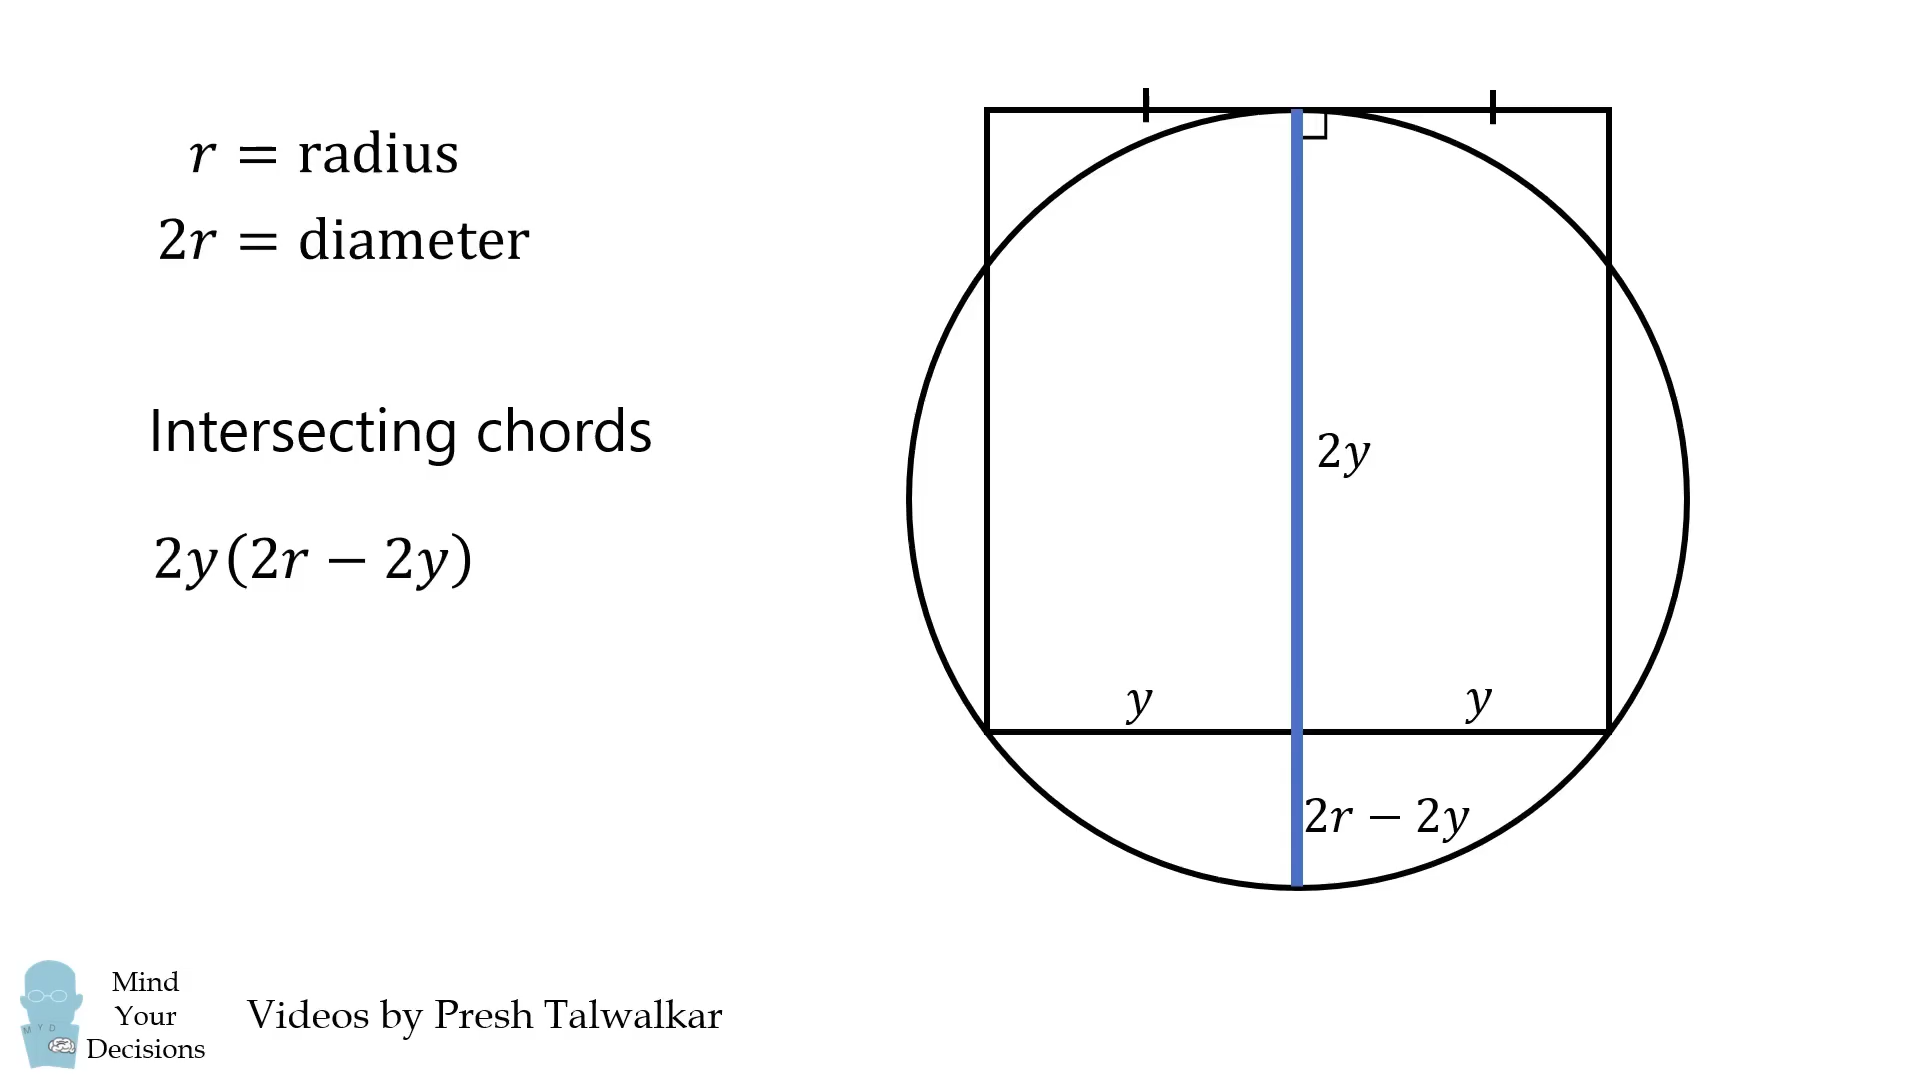 r = radius
2r = diameter
Intersecting chords
2y(2r − 2y)
2y
y
y
2r − 2y
M Y D
Mind
Your
Decisions
Videos by Presh Talwalkar